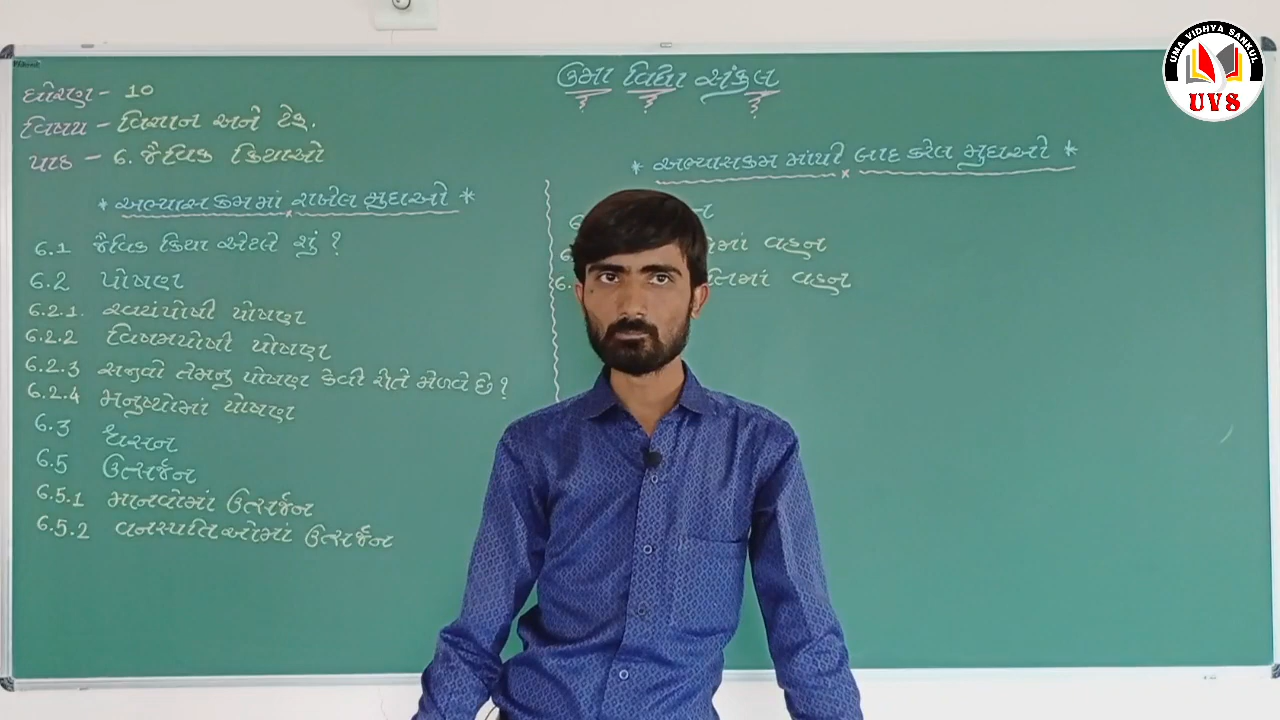 ઉમા વિદ્યા સંકુલ
UMA VIDHYA SANKUL
UVS
ધોરણ - 10
વિષય - વિજ્ઞાન અને ટેક.
પાઠ - 6. જૈવિક ક્રિયાઓ
* અભ્યાસક્રમમાં રાખેલ મુદ્દાઓ *
6.1 જૈવિક ક્રિયા એટલે શું ?
6.2 પોષણ
6.2.1. સ્વયંપોષી પોષણ
6.2.2 વિષમપોષી પોષણ
6.2.3 સજીવો તેમનુ પોષણ કેવી રીતે મેળવે છે ?
6.2.4 મનુષ્યોમાં પોષણ
6.3 શ્વસન
6.5 ઉત્સર્જન
6.5.1 માનવોમાં ઉત્સર્જન
6.5.2 વનસ્પતિઓમાં ઉત્સર્જન
* અભ્યાસક્રમ માંથી બાદ કરેલ મુદ્દાઓ *
6
6. માં વહન
6. તિમાં વહન